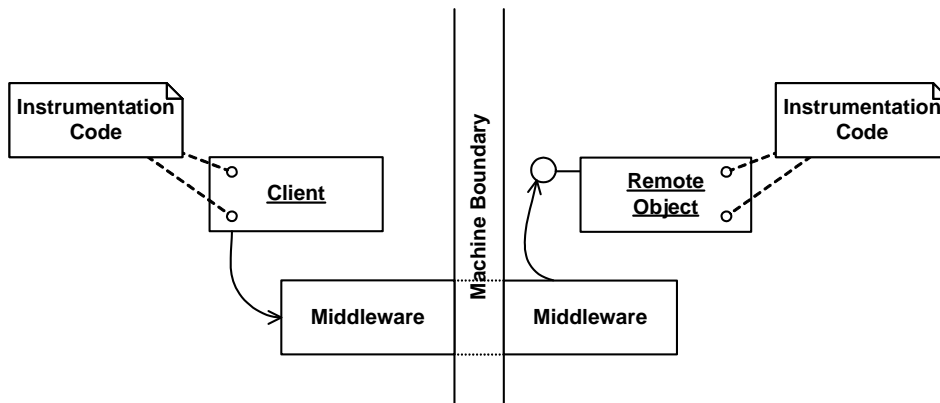 Instrumentation
Code
Client
Middleware
Machine Boundary
Instrumentation
Code
Remote
Object
Middleware